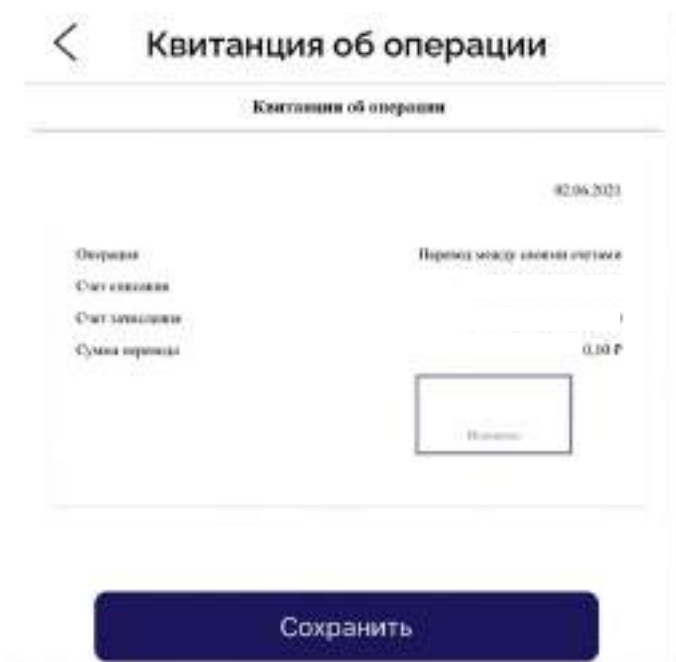 Квитанция об операции
Квитанции об операции
02.06.2021
Операция Перевод между своими счетами
Счет списания
Счет зачисления
Сумма перевода 0,10 ₽
Сохранить